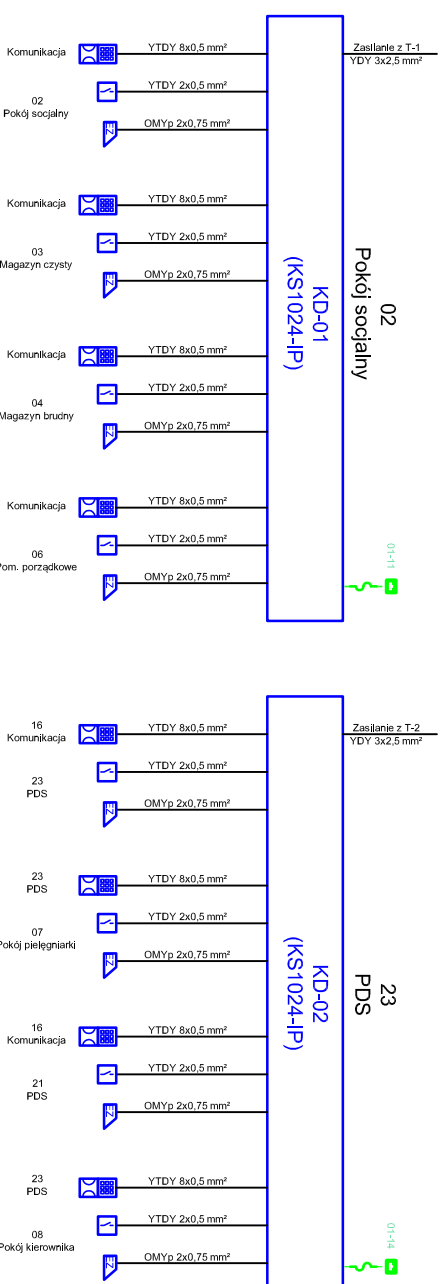 Komunikacja
YTDY 8x0,5 mm²
Zasilanie z T-1
YDY 3x2,5 mm²
YTDY 2x0,5 mm²
02
Pokój socjalny
OMYp 2x0,75 mm²
EZ
Komunikacja
YTDY 8x0,5 mm²
YTDY 2x0,5 mm²
03
Magazyn czysty
OMYp 2x0,75 mm²
EZ
KD-01
(KS1024-IP)
02
Pokój socjalny
Komunikacja
YTDY 8x0,5 mm²
YTDY 2x0,5 mm²
04
Magazyn brudny
OMYp 2x0,75 mm²
EZ
Komunikacja
YTDY 8x0,5 mm²
YTDY 2x0,5 mm²
06
Pom. porządkowe
OMYp 2x0,75 mm²
EZ
01-11
16
Komunikacja
YTDY 8x0,5 mm²
Zasilanie z T-2
YDY 3x2,5 mm²
YTDY 2x0,5 mm²
23
PDS
OMYp 2x0,75 mm²
EZ
23
PDS
YTDY 8x0,5 mm²
YTDY 2x0,5 mm²
07
Pokój pielęgniarki
OMYp 2x0,75 mm²
EZ
KD-02
(KS1024-IP)
23
PDS
16
Komunikacja
YTDY 8x0,5 mm²
YTDY 2x0,5 mm²
21
PDS
OMYp 2x0,75 mm²
EZ
23
PDS
YTDY 8x0,5 mm²
YTDY 2x0,5 mm²
08
Pokój kierownika
OMYp 2x0,75 mm²
EZ
01-14